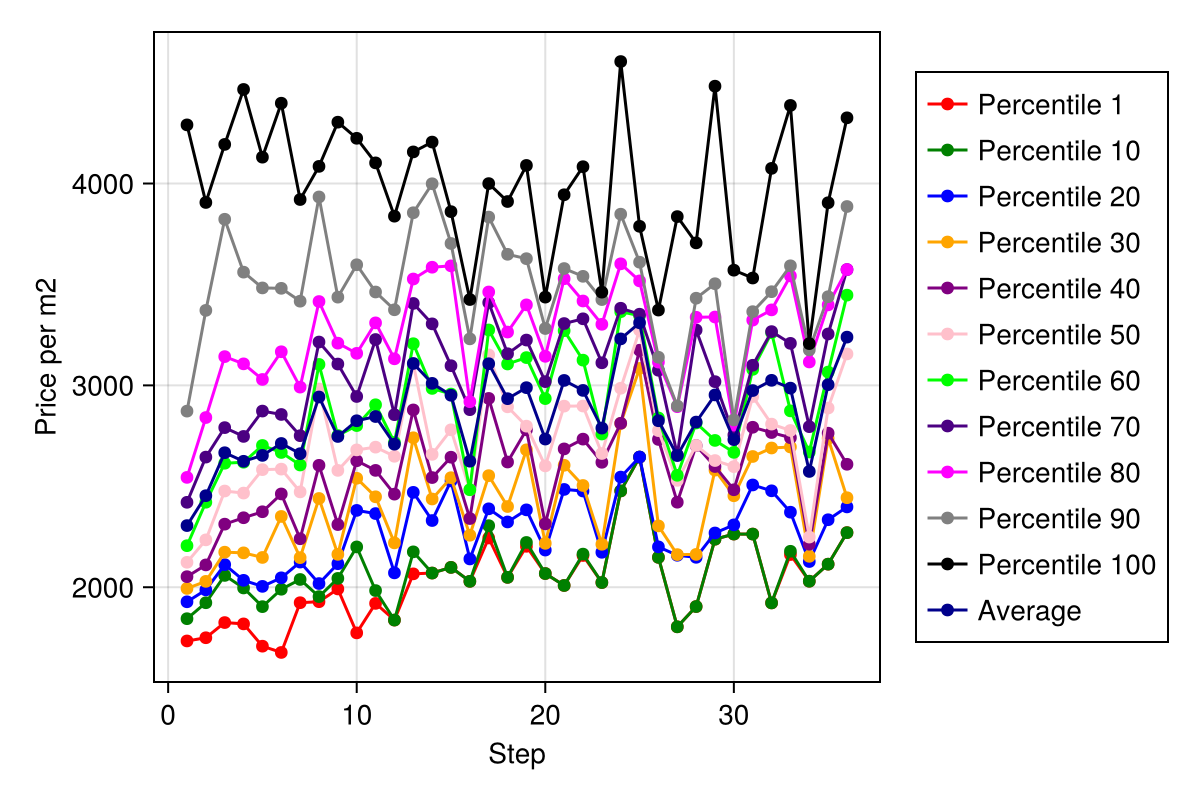 4000
3000
2000
0 10 20 30
Price per m2
Step
Percentile 1
Percentile 10
Percentile 20
Percentile 30
Percentile 40
Percentile 50
Percentile 60
Percentile 70
Percentile 80
Percentile 90
Percentile 100
Average